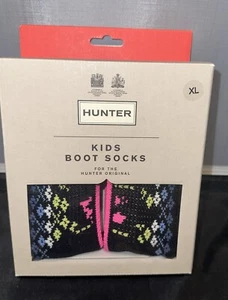 XL
HUNTER
KIDS
BOOT SOCKS
FOR THE
HUNTER ORIGINAL